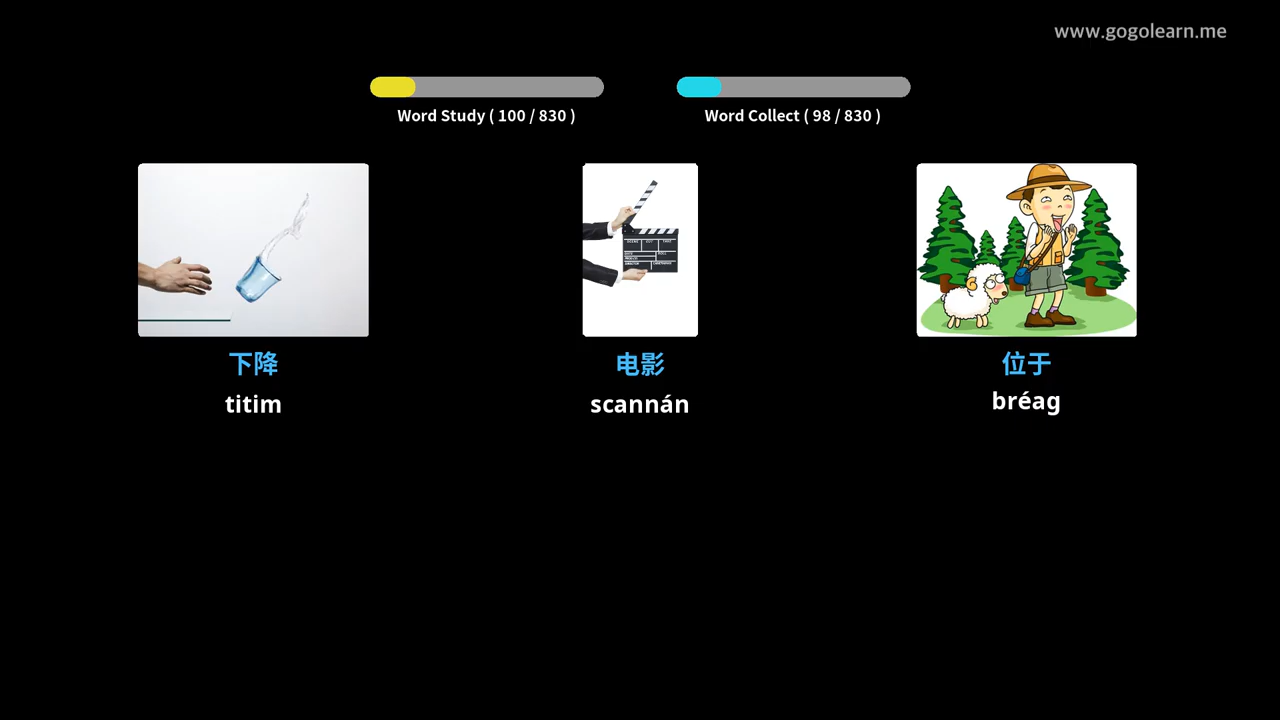 www.gogolearn.me
Word Study ( 100 / 830 )
Word Collect ( 98 / 830 )
下降
电影
位于
titim
scannán
bréag